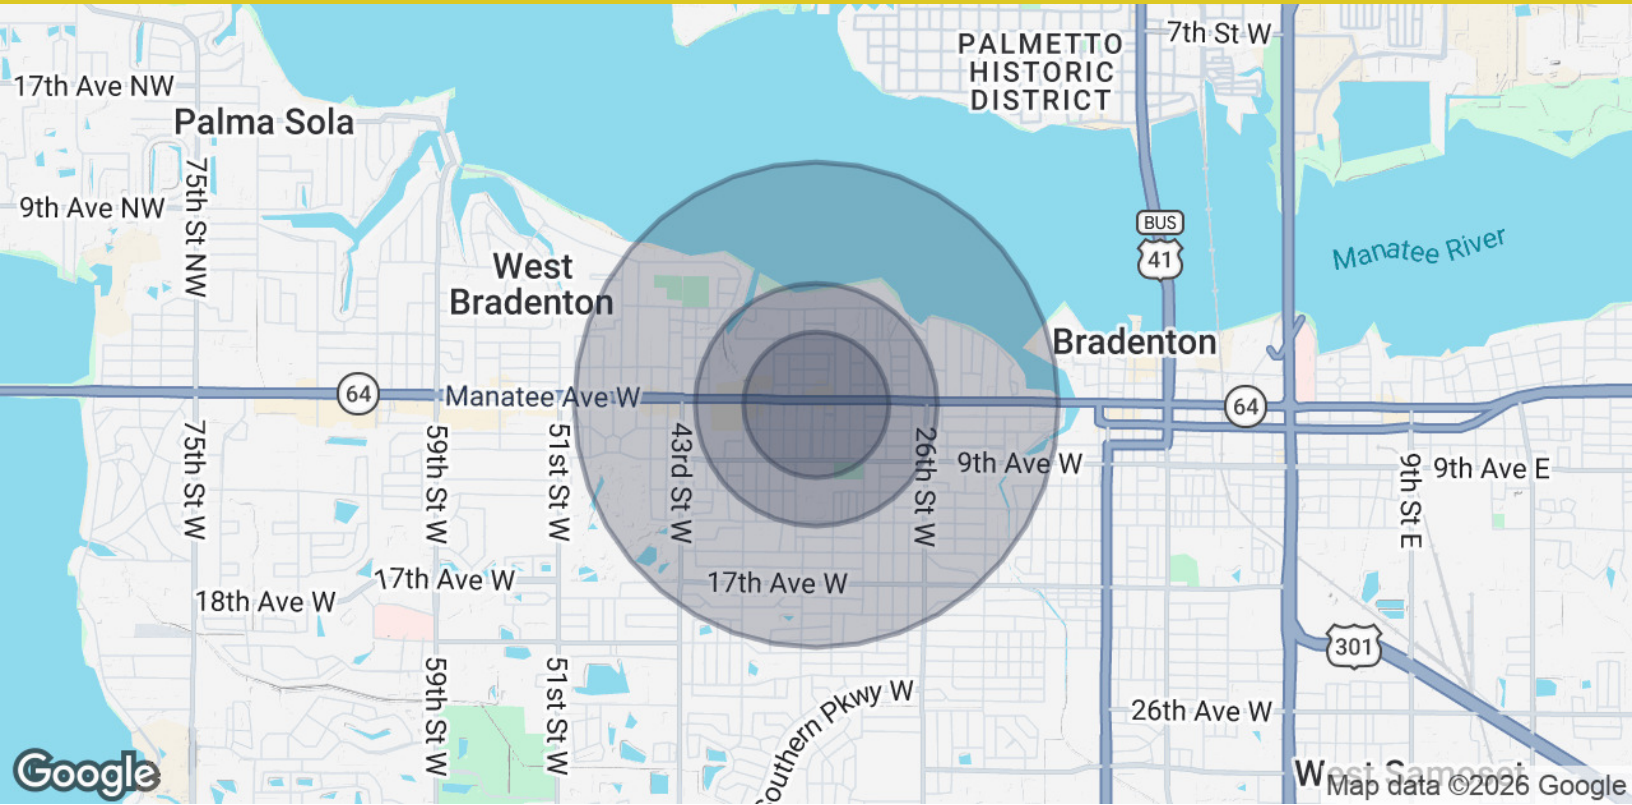 7th St W
PALMETTO
HISTORIC
DISTRICT
17th Ave NW
Palma Sola
75th St NW
9th Ave NW
BUS
41
Manatee River
West
Bradenton
Bradenton
64
Manatee Ave W
64
75th St W
59th St W
51st St W
43rd St W
26th St W
9th Ave W
9th St E
9th Ave E
17th Ave W
17th Ave W
18th Ave W
301
59th St W
51st St W
Southern Pkwy W
26th Ave W
West Samoset
Google
Map data ©2026 Google